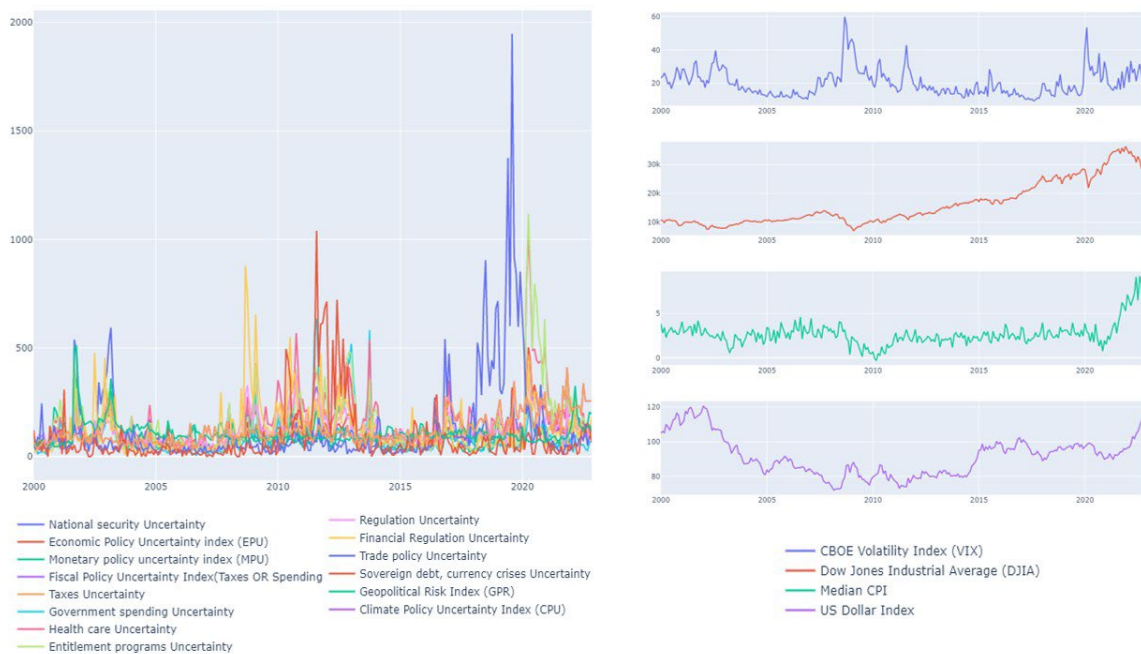 2000
1500
1000
500
0
2000
2005
2010
2015
2020
National security Uncertainty
Economic Policy Uncertainty index (EPU)
Monetary policy uncertainty index (MPU)
Fiscal Policy Uncertainty Index(Taxes OR Spending
Taxes Uncertainty
Government spending Uncertainty
Health care Uncertainty
Entitlement programs Uncertainty
Regulation Uncertainty
Financial Regulation Uncertainty
Trade policy Uncertainty
Sovereign debt, currency crises Uncertainty
Geopolitical Risk Index (GPR)
Climate Policy Uncertainty Index (CPU)
60
40
20
2000
2005
2010
2015
2020
30k
20k
10k
2000
2005
2010
2015
2020
5
0
2000
2005
2010
2015
2020
120
100
80
2000
2005
2010
2015
2020
CBOE Volatility Index (VIX)
Dow Jones Industrial Average (DJIA)
Median CPI
US Dollar Index